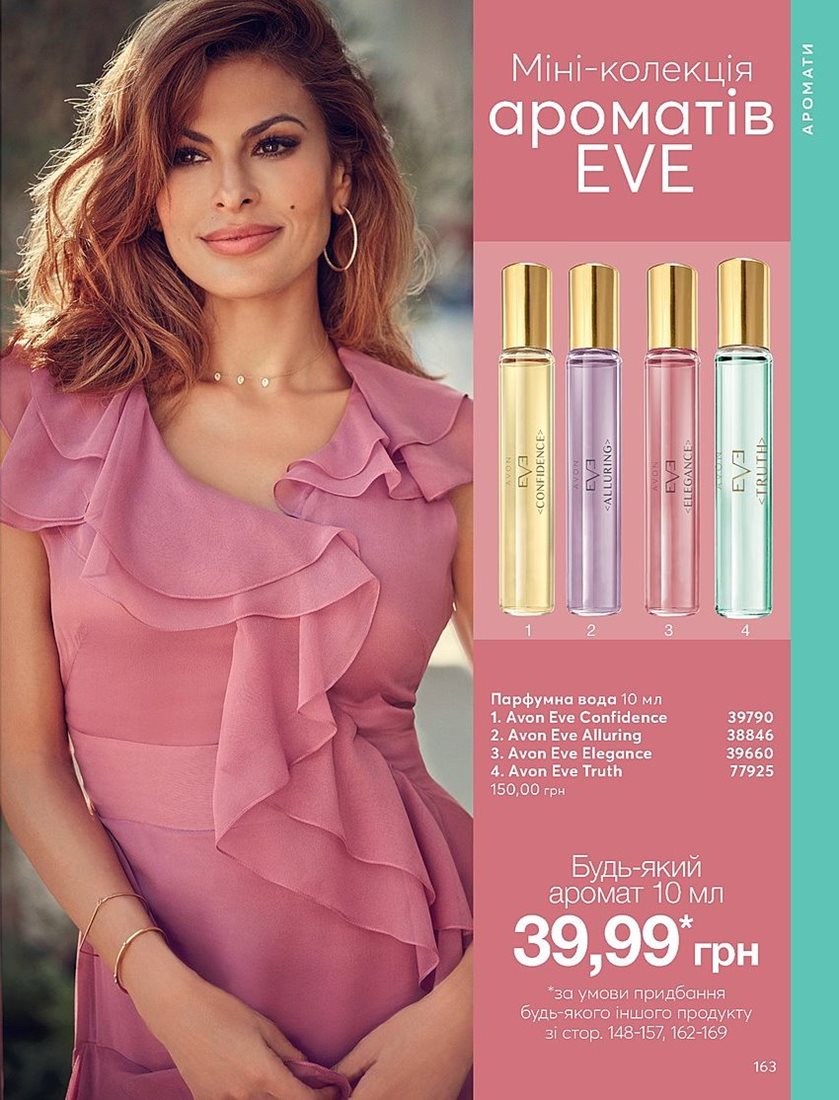 Міні-колекція
ароматів
EVE
АРОМАТИ
AVON
EVE
<CONFIDENCE>
AVON
EVE
<ALLURING>
AVON
EVE
<ELEGANCE>
AVON
EVE
<TRUTH>
1 2 3 4
Парфумна вода 10 мл
1. Avon Eve Confidence 39790
2. Avon Eve Alluring 38846
3. Avon Eve Elegance 39660
4. Avon Eve Truth 77925
150,00 грн
Будь-який
аромат 10 мл
39,99* грн
*за умови придбання
будь-якого іншого продукту
зі стор. 148-157, 162-169
163